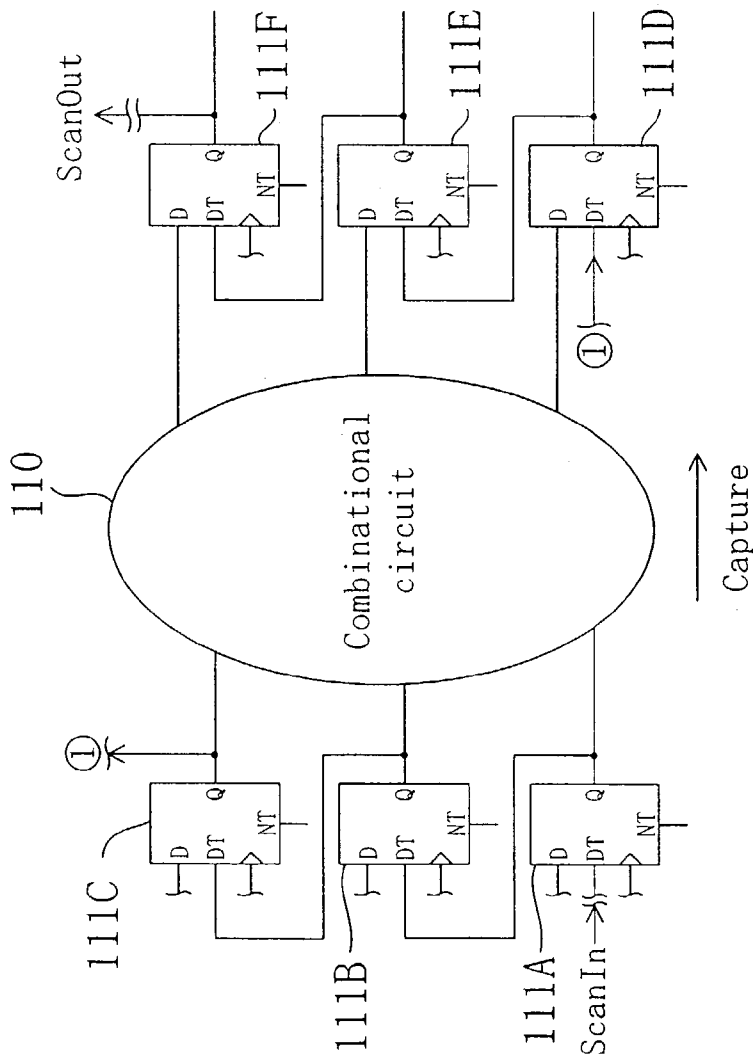 110
ScanOut
①
111C
D
DT
Q
NT
111F
D
DT
Q
NT
111B
D
DT
Q
NT
Combinational
circuit
111E
D
DT
Q
NT
111A
D
DT
Q
NT
ScanIn
①
111D
D
DT
Q
NT
Capture